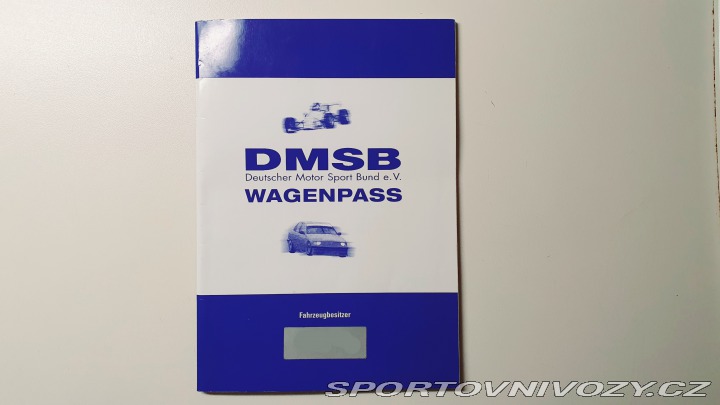 DMSB
Deutscher Motor Sport Bund e.V.
WAGENPASS
Fahrzeugbesitzer
SPORTOVNIVOZY.CZ